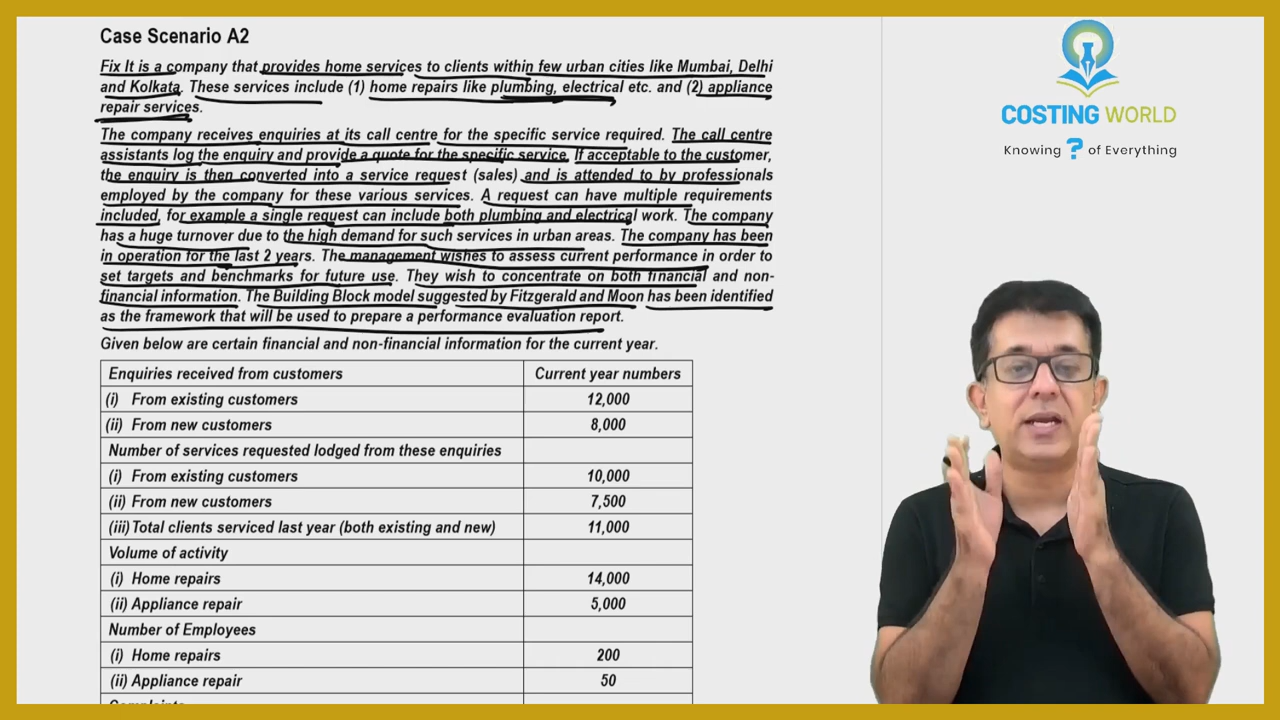 Case Scenario A2
Fix It is a company that provides home services to clients within few urban cities like Mumbai, Delhi
and Kolkata. These services include (1) home repairs like plumbing, electrical etc. and (2) appliance
repair services.
The company receives enquiries at its call centre for the specific service required. The call centre
assistants log the enquiry and provide a quote for the specific service. If acceptable to the customer,
the enquiry is then converted into a service request (sales) and is attended to by professionals
employed by the company for these various services. A request can have multiple requirements
included, for example a single request can include both plumbing and electrical work. The company
has a huge turnover due to the high demand for such services in urban areas. The company has been
in operation for the last 2 years. The management wishes to assess current performance in order to
set targets and benchmarks for future use. They wish to concentrate on both financial and non-
financial information. The Building Block model suggested by Fitzgerald and Moon has been identified
as the framework that will be used to prepare a performance evaluation report.
Given below are certain financial and non-financial information for the current year.
Enquiries received from customers Current year numbers
(i) From existing customers 12,000
(ii) From new customers 8,000
Number of services requested lodged from these enquiries
(i) From existing customers 10,000
(ii) From new customers 7,500
(iii) Total clients serviced last year (both existing and new) 11,000
Volume of activity
(i) Home repairs 14,000
(ii) Appliance repair 5,000
Number of Employees
(i) Home repairs 200
(ii) Appliance repair 50
COSTING WORLD
Knowing ? of Everything